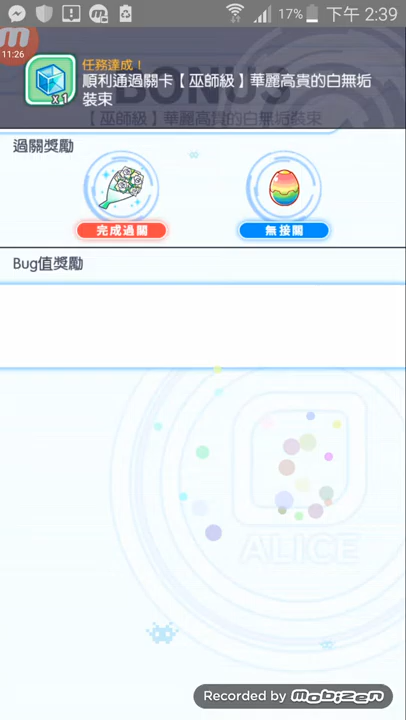 17% 下午 2:39
11:26
任務達成！
順利通過關卡【巫師級】華麗高貴的白無垢
裝束
x1
BONUS
【巫師級】華麗高貴的白無垢裝束
過關獎勵
完成過關
無接關
Bug值獎勵
ALICE
Recorded by Mobizen